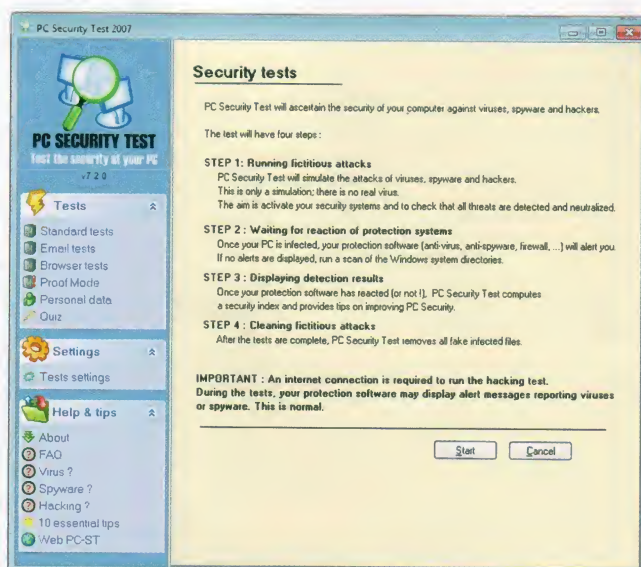 PC Security Test 2007
PC SECURITY TEST
Test the security of your PC
v7.2.0
Tests
Standard tests
Email tests
Browser tests
Proof Mode
Personal data
Quiz
Settings
Tests settings
Help & tips
About
FAQ
Virus ?
Spyware ?
Hacking ?
10 essential tips
Web PC-ST
Security tests
PC Security Test will ascertain the security of your computer against viruses, spyware and hackers.
The test will have four steps :
STEP 1: Running fictitious attacks
PC Security Test will simulate the attacks of viruses, spyware and hackers.
This is only a simulation; there is no real virus.
The aim is activate your security systems and to check that all threats are detected and neutralized.
STEP 2 : Waiting for reaction of protection systems
Once your PC is infected, your protection software (anti-virus, anti-spyware, firewall, ...) will alert you.
If no alerts are displayed, run a scan of the Windows system directories.
STEP 3 : Displaying detection results
Once your protection software has reacted (or not !), PC Security Test computes
a security index and provides tips on improving PC Security.
STEP 4 : Cleaning fictitious attacks
After the tests are complete, PC Security Test removes all fake infected files.
IMPORTANT : An internet connection is required to run the hacking test.
During the tests, your protection software may display alert messages reporting viruses
or spyware. This is normal.
Start
Cancel